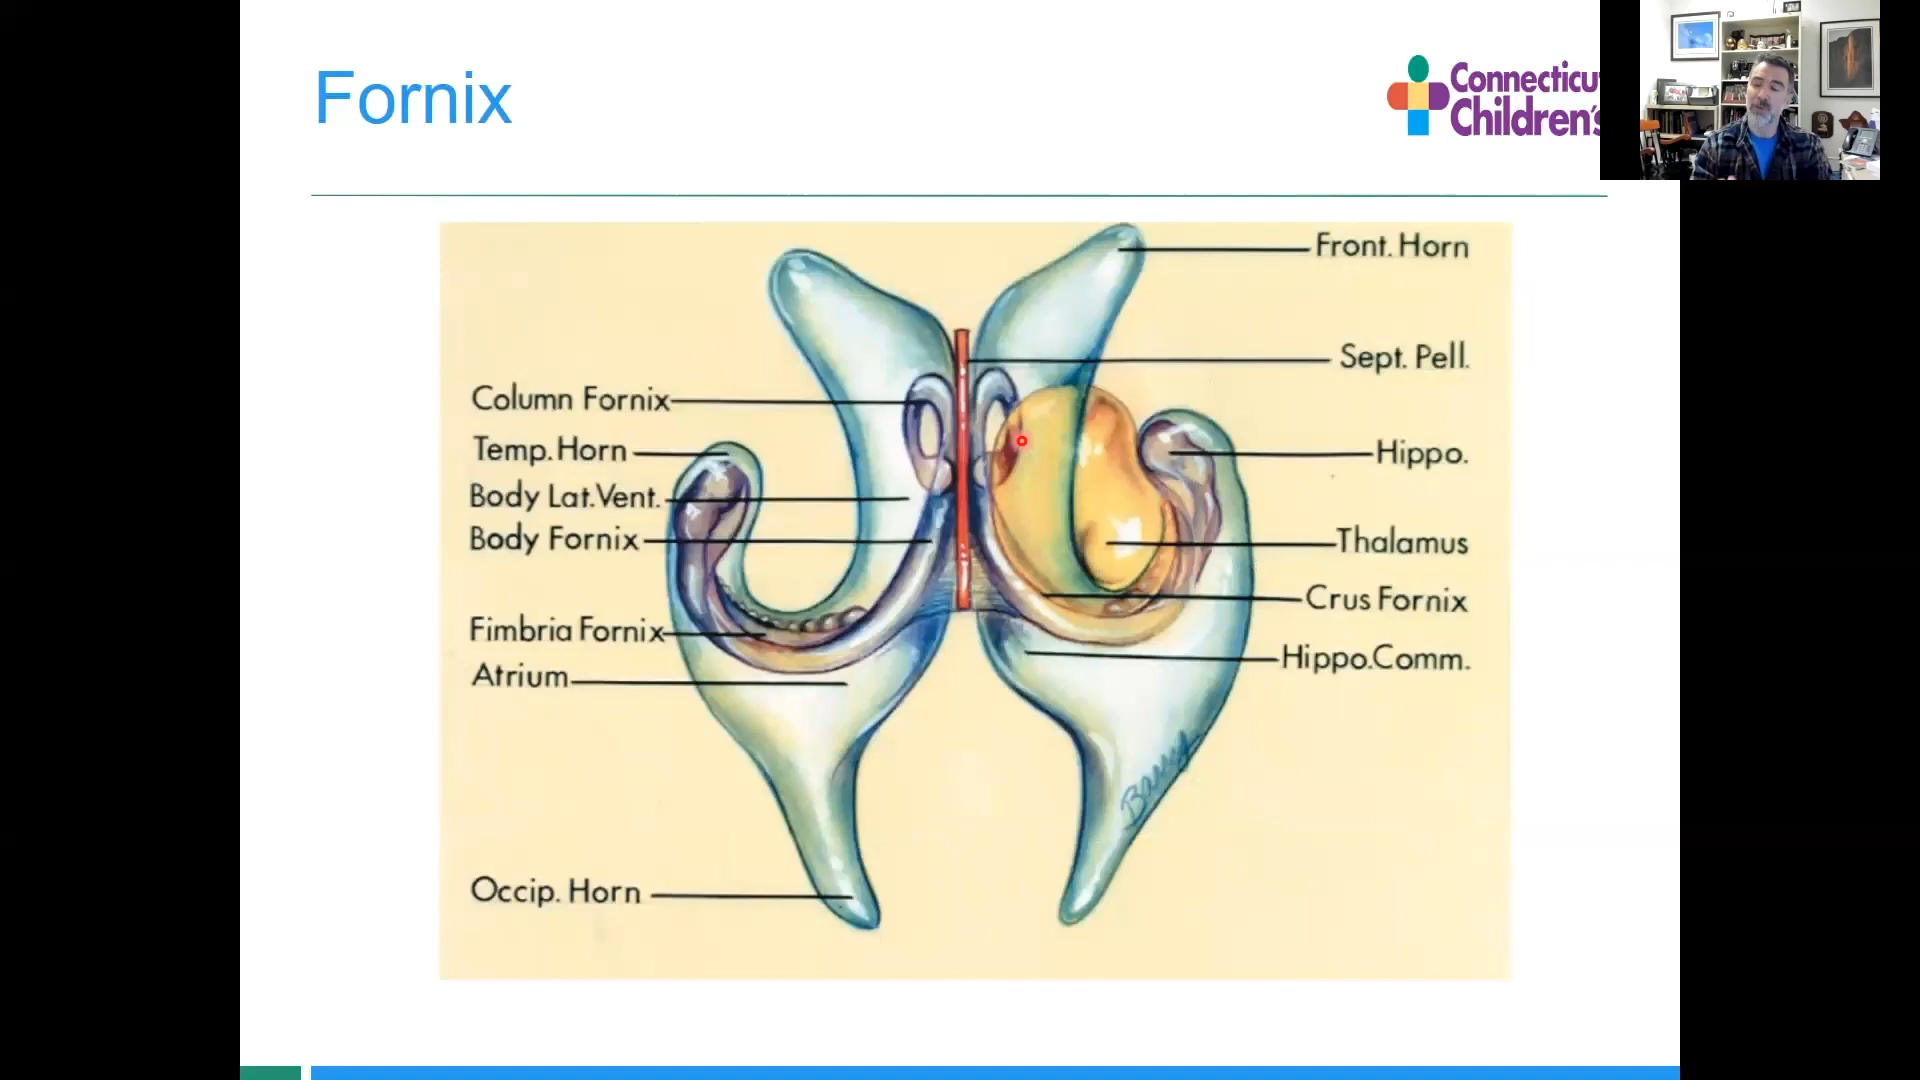 Fornix
Connecticu
Children's
Front. Horn
Sept. Pell.
Column Fornix
Temp. Horn
Hippo.
Body Lat. Vent.
Body Fornix
Thalamus
Crus Fornix
Fimbria Fornix
Hippo. Comm.
Atrium
Occip. Horn